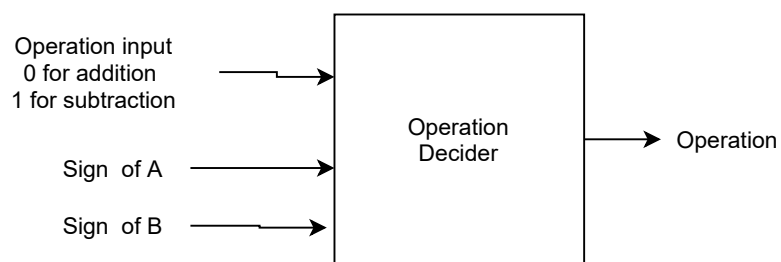 Operation input
0 for addition
1 for subtraction
Operation
Decider
Operation
Sign of A
Sign of B